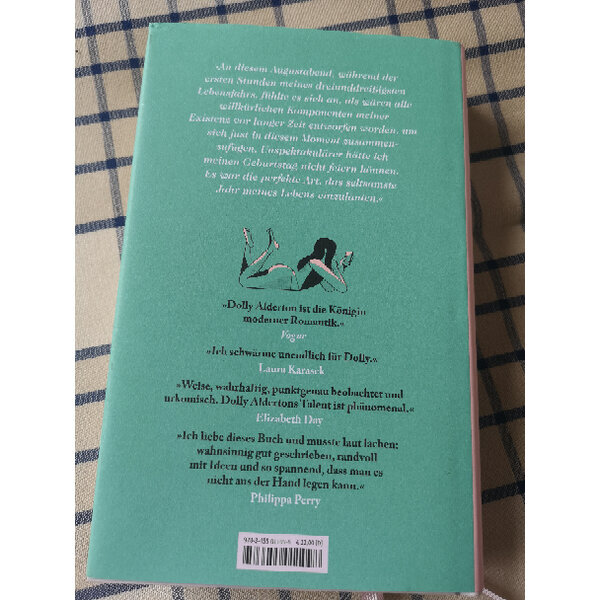 »An diesem Augustabend, während der
ersten Stunden meines dreiunddreißigsten
Lebensjahrs, fühlte es sich an, als wären alle
willkürlichen Komponenten meiner
Existenz vor langer Zeit entworfen worden, um
sich just in diesem Moment zusammen-
zufügen. Unspektakulärer hätte ich
meinen Geburtstag nicht feiern können.
Es war die perfekte Art, das seltsamste
Jahr meines Lebens einzuläuten.«
»Dolly Alderton ist die Königin
moderner Romantik.«
Vogue
»Ich schwärme unendlich für Dolly.«
Laura Karasek
»Weise, wahrhaftig, punktgenau beobachtet und
urkomisch. Dolly Aldertons Talent ist phänomenal.«
Elizabeth Day
»Ich liebe dieses Buch und musste laut lachen;
wahnsinnig gut geschrieben, randvoll
mit Ideen und so spannend, dass man es
nicht aus der Hand legen kann.«
Philippa Perry
€ 22,00 (D)